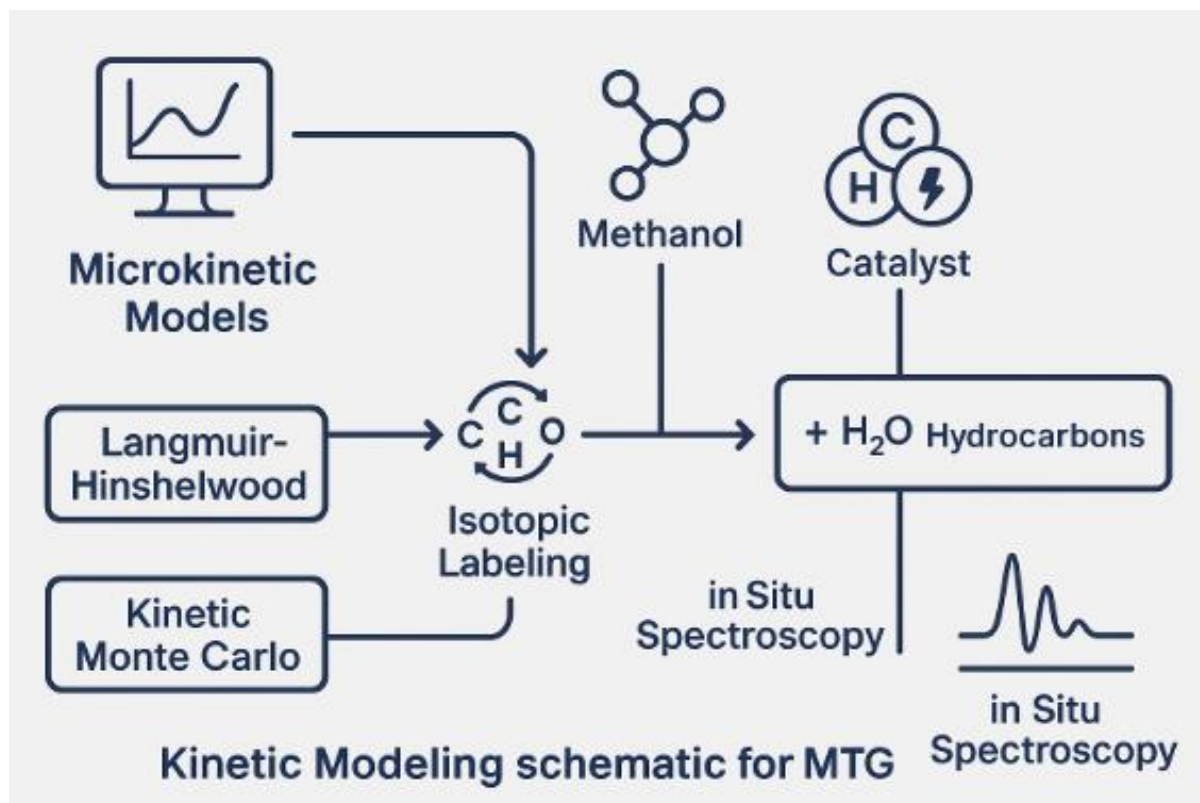 Microkinetic
Models
Methanol
C
H
Catalyst
Langmuir-
Hinshelwood
C
C O
H
Isotopic
Labeling
+ H₂O Hydrocarbons
Kinetic
Monte Carlo
in Situ
Spectroscopy
in Situ
Spectroscopy
Kinetic Modeling schematic for MTG